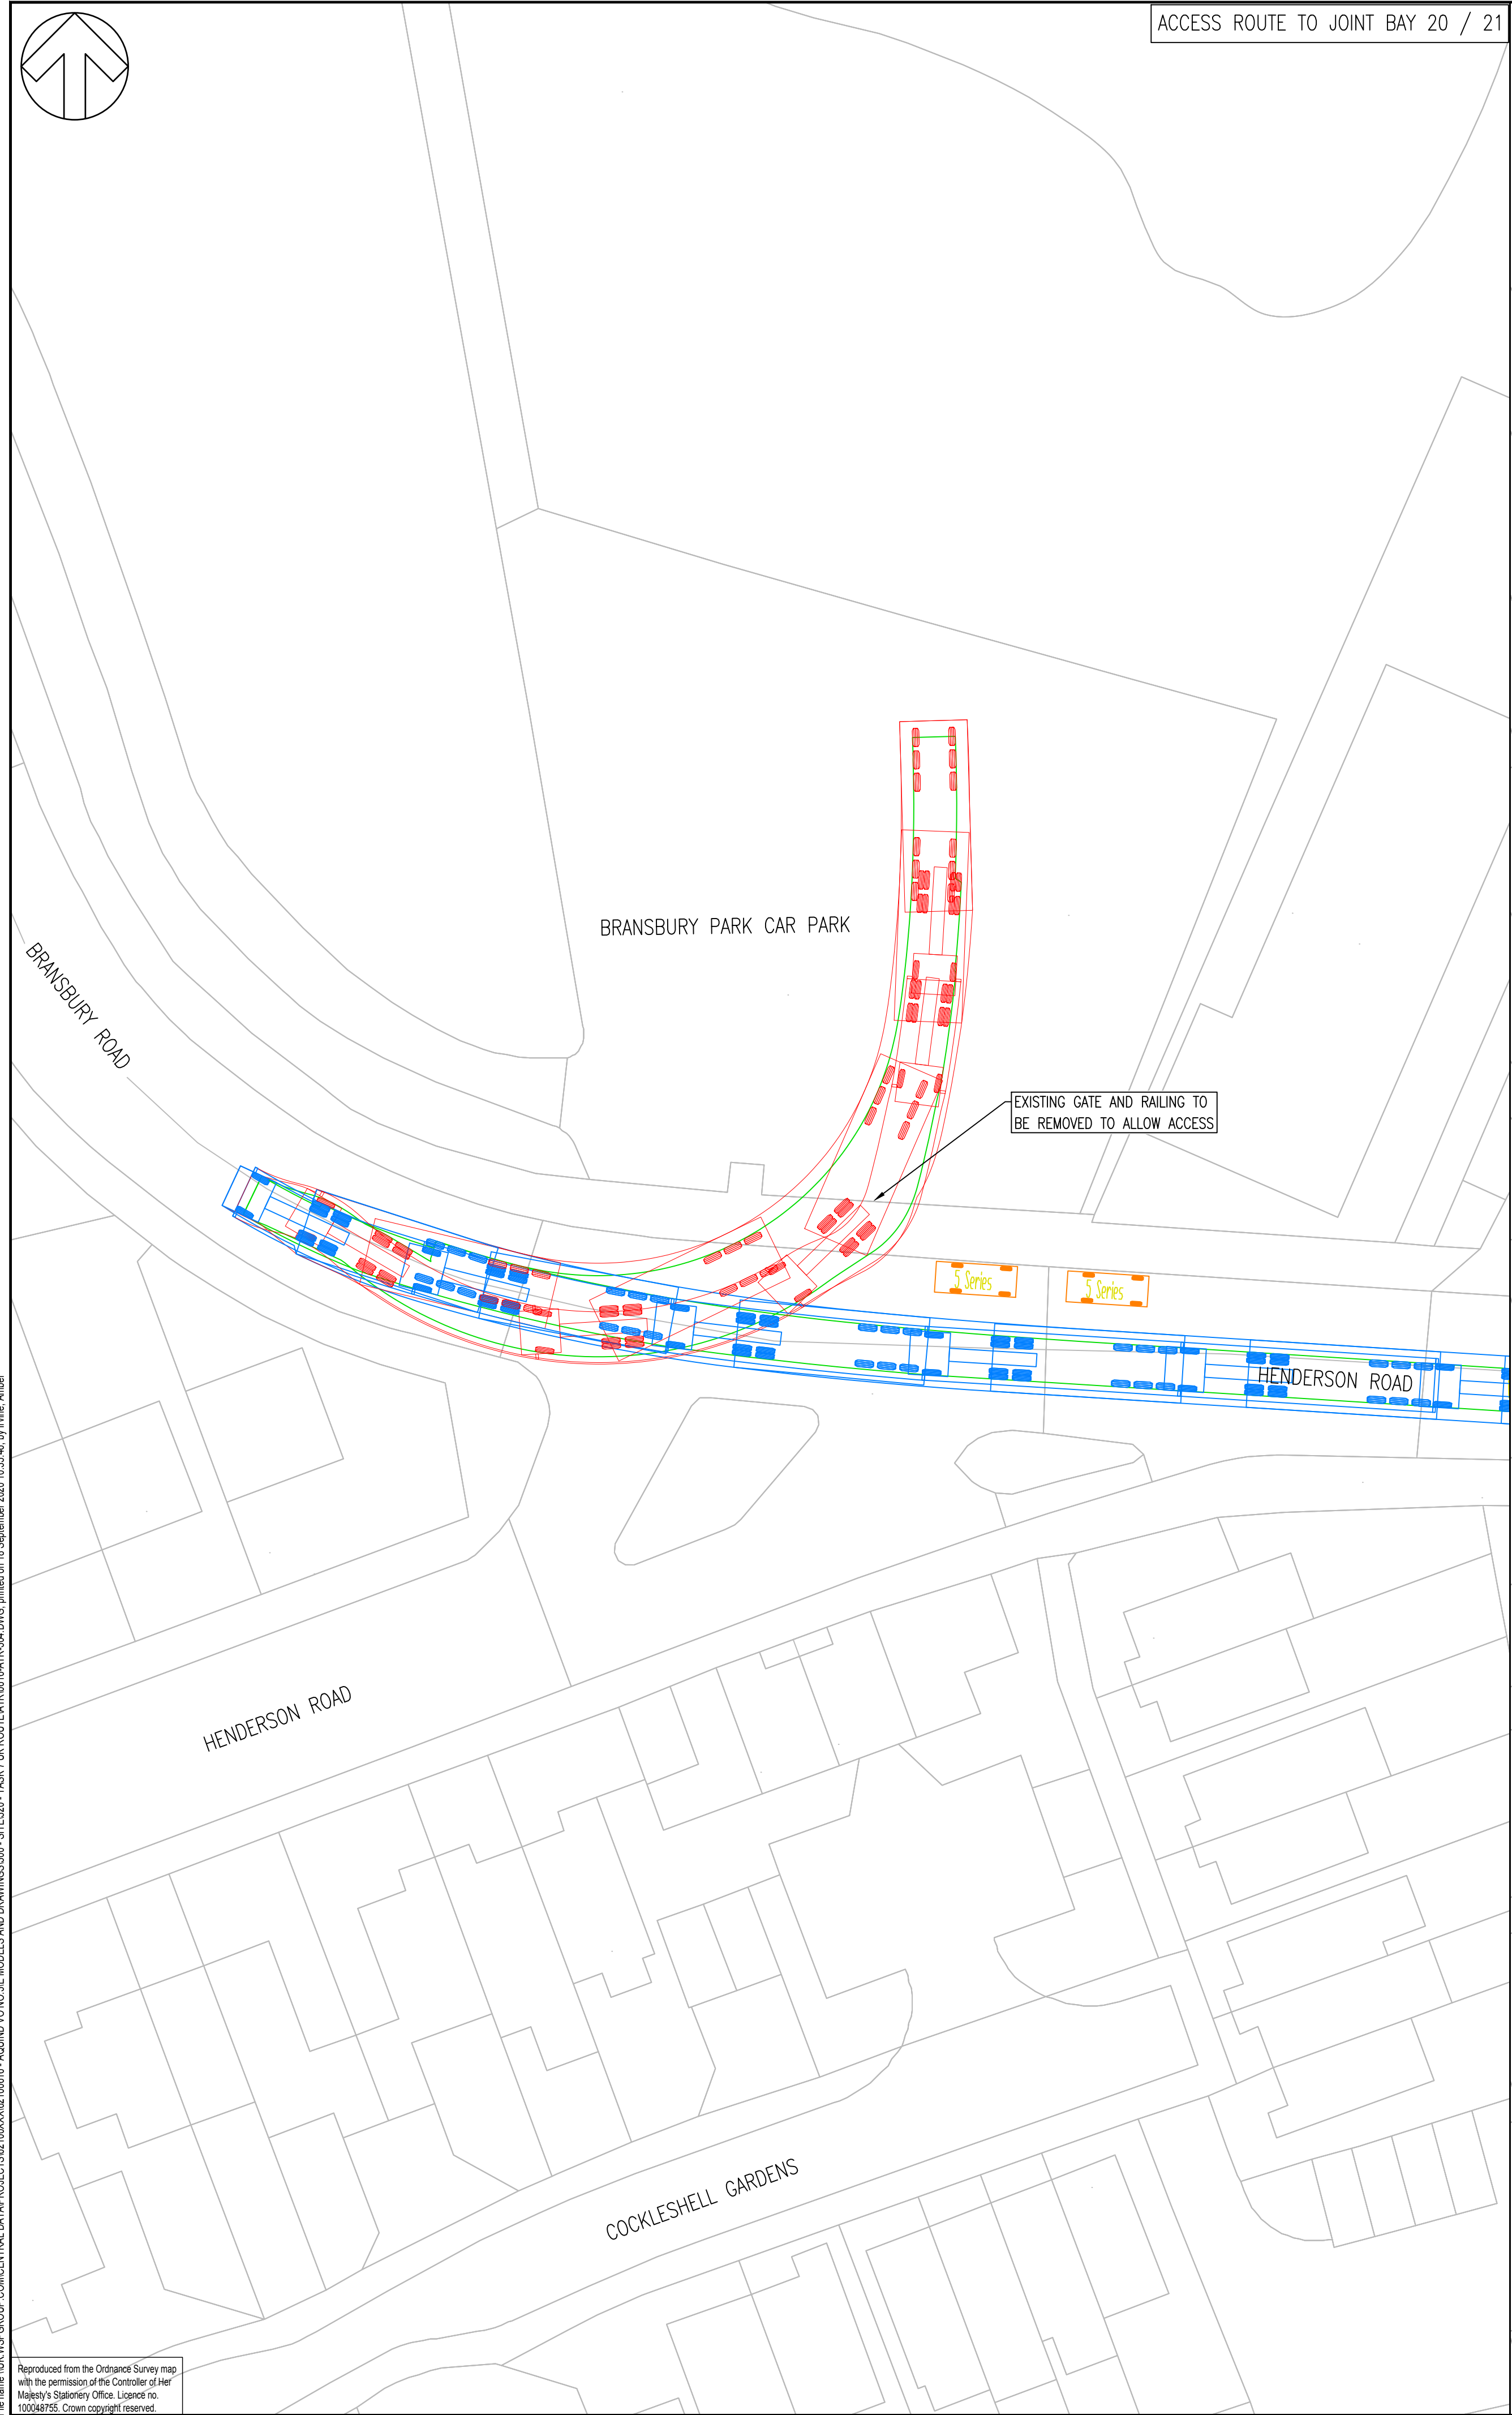 ACCESS ROUTE TO JOINT BAY 20 / 21
BRANSBURY PARK CAR PARK
BRANSBURY ROAD
EXISTING GATE AND RAILING TO
BE REMOVED TO ALLOW ACCESS
5 Series
5 Series
HENDERSON ROAD
HENDERSON ROAD
COCKLESHELL GARDENS
Reproduced from the Ordnance Survey map
with the permission of the Controller of Her
Majesty's Stationery Office. Licence no.
100048755. Crown copyright reserved.